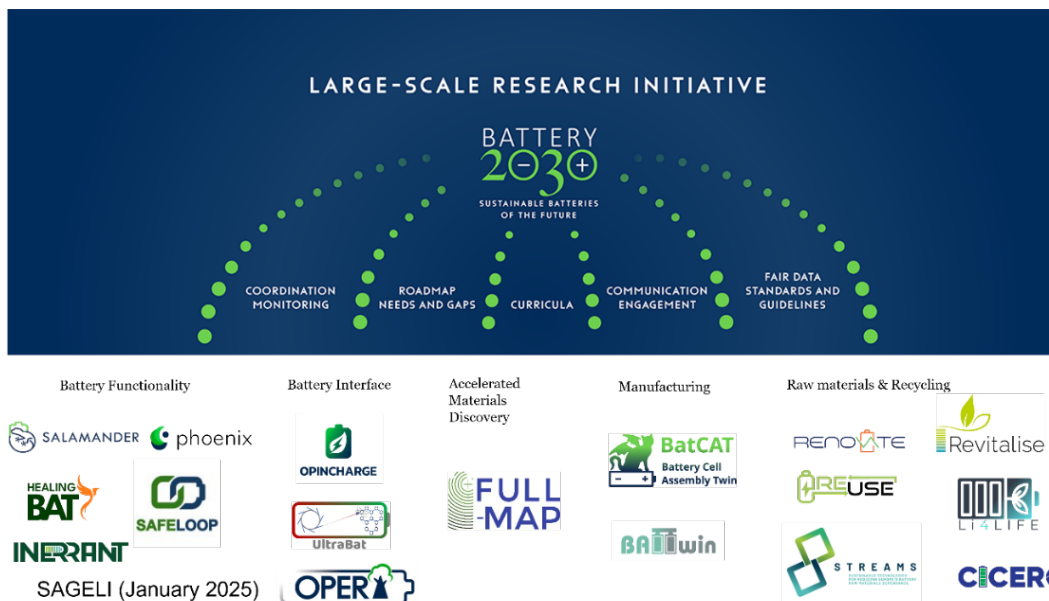 LARGE-SCALE RESEARCH INITIATIVE
BATTERY
2030
SUSTAINABLE BATTERIES
OF THE FUTURE
COORDINATION
MONITORING
ROADMAP
NEEDS AND GAPS
CURRICULA
COMMUNICATION
ENGAGEMENT
FAIR DATA
STANDARDS AND
GUIDELINES
Battery Functionality
SALAMANDER
phoenix
HEALING
BAT
SAFELOOP
INERRANT
SAGELI (January 2025)
Battery Interface
OPINCHARGE
UltraBat
OPER
Accelerated
Materials
Discovery
FULL
-MAP
Manufacturing
BatCAT
Battery Cell
Assembly Twin
BATTwin
Raw materials & Recycling
RENOVATE
Revitalise
REUSE
Li4LIFE
STREAMS
CICERO